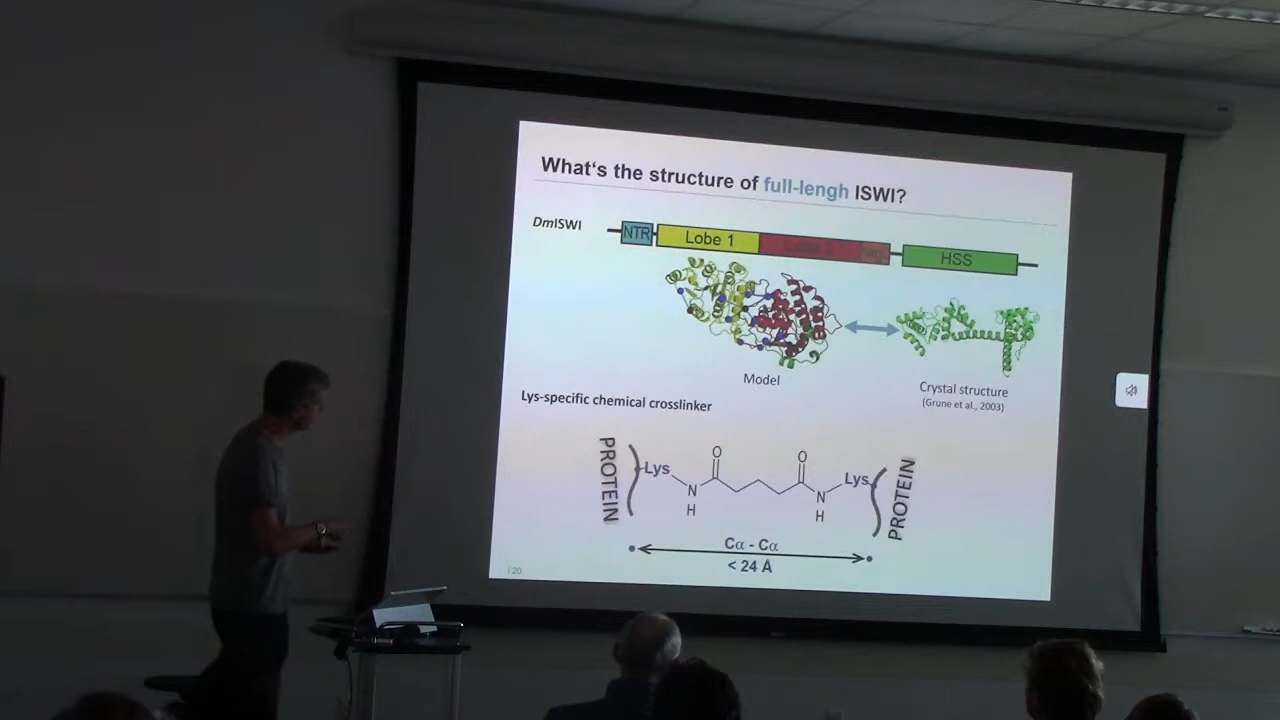 What's the structure of full-lengh ISWI?
DmISWI
NTR
Lobe 1
HSS
Model
Crystal structure
(Grune et al., 2003)
Lys-specific chemical crosslinker
PROTEIN
Lys
N
H
O
O
N
H
Lys
PROTEIN
Cα - Cα
< 24 Å
| 20